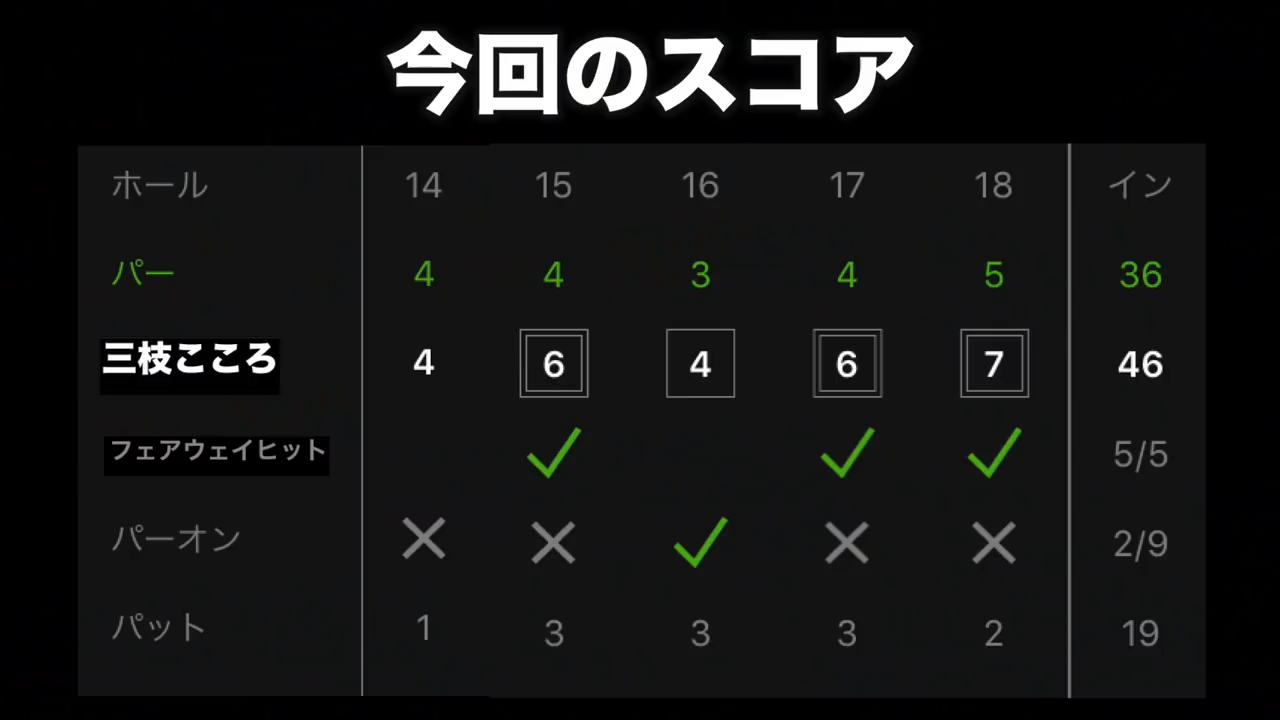 今回のスコア
ホール 14 15 16 17 18 イン
パー 4 4 3 4 5 36
三枝こころ 4 6 4 6 7 46
フェアウェイヒット 5/5
パーオン 2/9
パット 1 3 3 3 2 19